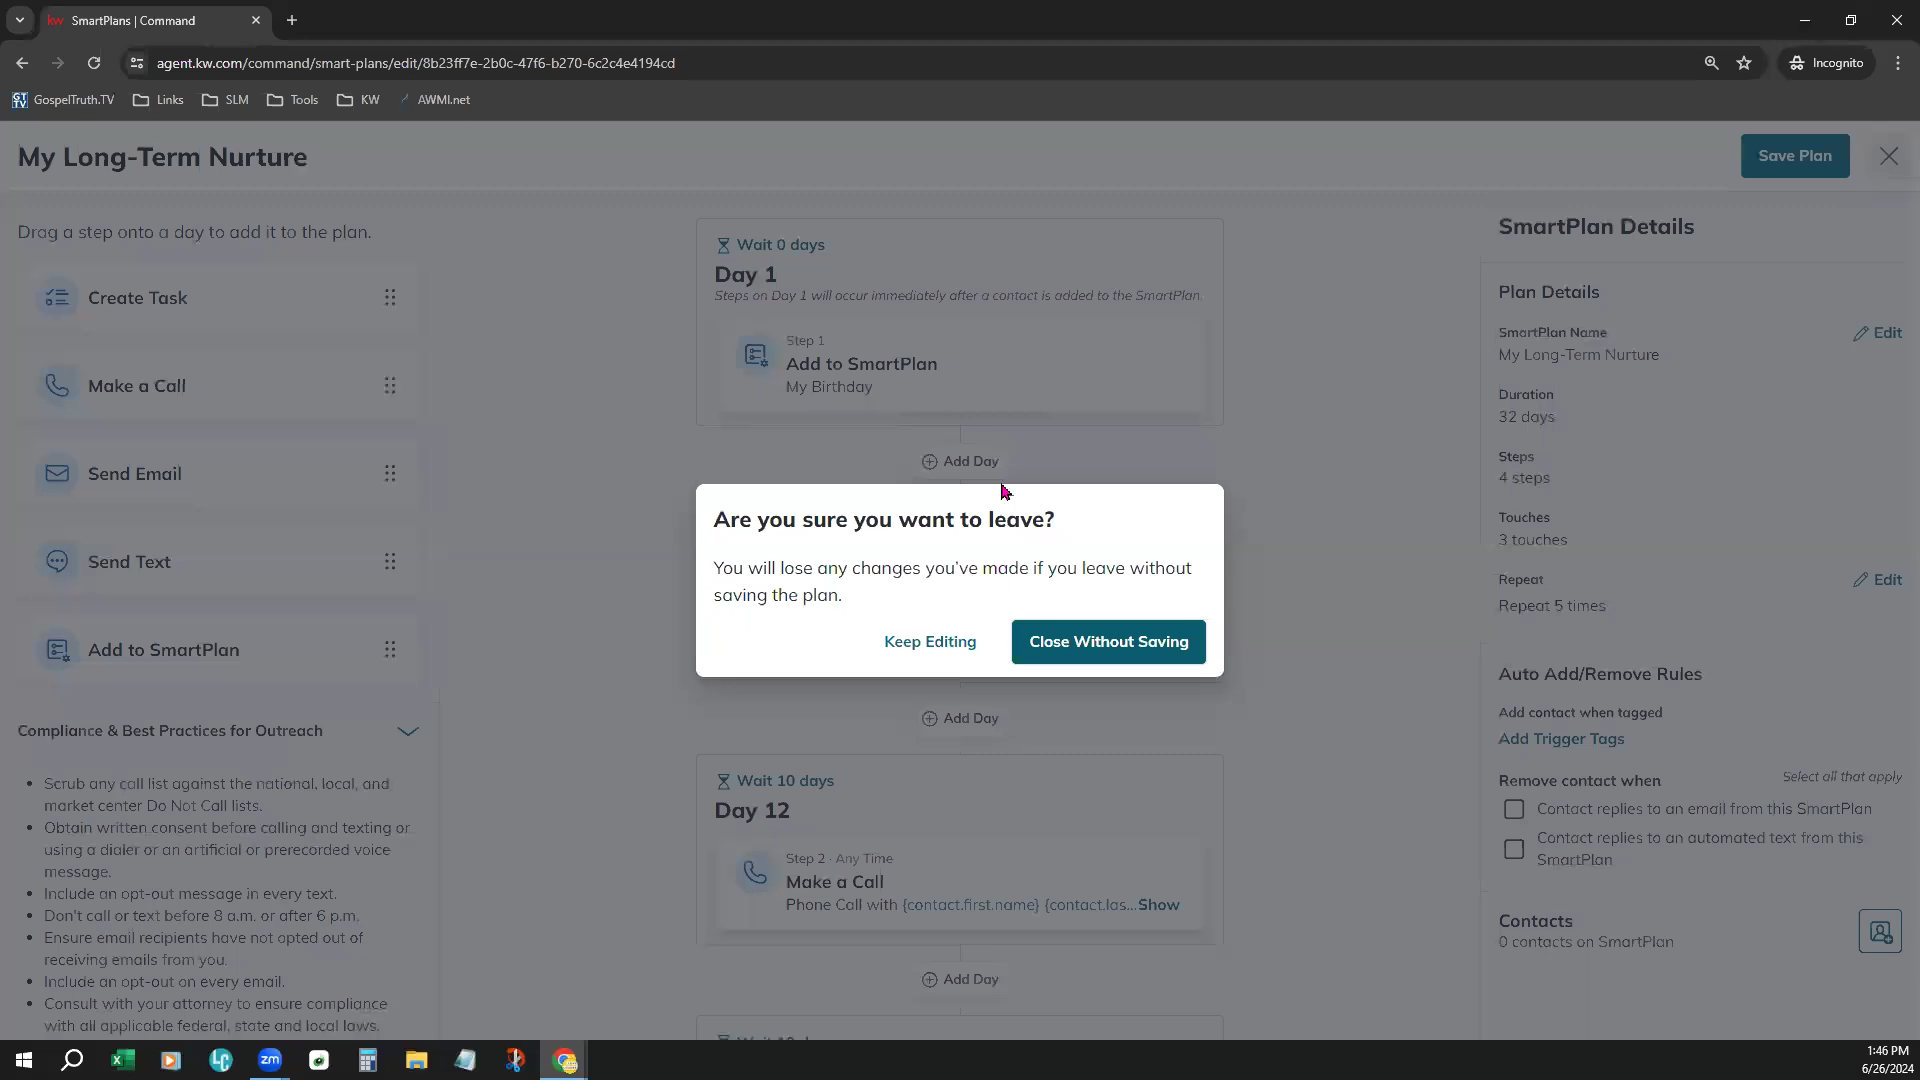 SmartPlans | Command
agent.kw.com/command/smart-plans/edit/8b23ff7e-2b0c-47f6-b270-6c2c4e4194cd
Incognito
GospelTruth.TV
Links
SLM
Tools
KW
AWMI.net
My Long-Term Nurture
Save Plan
Drag a step onto a day to add it to the plan.
Create Task
Make a Call
Send Email
Send Text
Add to SmartPlan
Compliance & Best Practices for Outreach
• Scrub any call list against the national, local, and
market center Do Not Call lists.
• Obtain written consent before calling and texting or
using a dialer or an artificial or prerecorded voice
message.
• Include an opt-out message in every text.
• Don't call or text before 8 a.m. or after 6 p.m.
• Ensure email recipients have not opted out of
receiving emails from you.
• Include an opt-out on every email.
• Consult with your attorney to ensure compliance
with all applicable federal, state and local laws.
Wait 0 days
Day 1
Steps on Day 1 will occur immediately after a contact is added to the SmartPlan.
Step 1
Add to SmartPlan
My Birthday
Add Day
Are you sure you want to leave?
You will lose any changes you've made if you leave without
saving the plan.
Keep Editing
Close Without Saving
Add Day
Wait 10 days
Day 12
Step 2 · Any Time
Make a Call
Phone Call with {contact.first.name} {contact.las...Show
Add Day
SmartPlan Details
Plan Details
SmartPlan Name
Edit
My Long-Term Nurture
Duration
32 days
Steps
4 steps
Touches
3 touches
Repeat
Edit
Repeat 5 times
Auto Add/Remove Rules
Add contact when tagged
Add Trigger Tags
Remove contact when
Select all that apply
Contact replies to an email from this SmartPlan
Contact replies to an automated text from this
SmartPlan
Contacts
0 contacts on SmartPlan
1:46 PM
6/26/2024